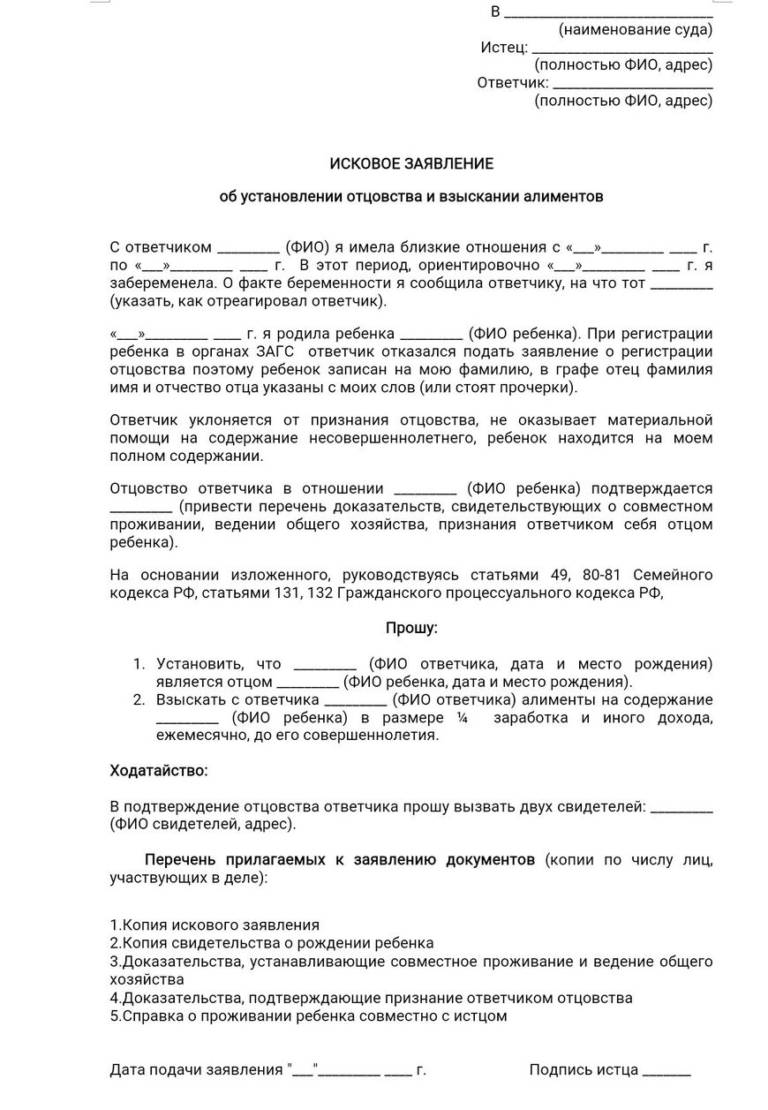 В ____________________________
(наименование суда)
Истец: ________________________
(полностью ФИО, адрес)
Ответчик: _____________________
(полностью ФИО, адрес)
ИСКОВОЕ ЗАЯВЛЕНИЕ
об установлении отцовства и взыскании алиментов
С ответчиком ________ (ФИО) я имела близкие отношения с «___»________ ____ г.
по «___»________ ____ г. В этот период, ориентировочно «___»________ ____ г. я
забеременела. О факте беременности я сообщила ответчику, на что тот ________
(указать, как отреагировал ответчик).
«___»________ ____ г. я родила ребенка ________ (ФИО ребенка). При регистрации
ребенка в органах ЗАГС ответчик отказался подать заявление о регистрации
отцовства поэтому ребенок записан на мою фамилию, в графе отец фамилия
имя и отчество отца указаны с моих слов (или стоят прочерки).
Ответчик уклоняется от признания отцовства, не оказывает материальной
помощи на содержание несовершеннолетнего, ребенок находится на моем
полном содержании.
Отцовство ответчика в отношении ________ (ФИО ребенка) подтверждается
________ (привести перечень доказательств, свидетельствующих о совместном
проживании, ведении общего хозяйства, признания ответчиком себя отцом
ребенка).
На основании изложенного, руководствуясь статьями 49, 80-81 Семейного
кодекса РФ, статьями 131, 132 Гражданского процессуального кодекса РФ,
Прошу:
1. Установить, что ________ (ФИО ответчика, дата и место рождения)
является отцом ________ (ФИО ребенка, дата и место рождения).
2. Взыскать с ответчика ________ (ФИО ответчика) алименты на содержание
________ (ФИО ребенка) в размере ¼ заработка и иного дохода,
ежемесячно, до его совершеннолетия.
Ходатайство:
В подтверждение отцовства ответчика прошу вызвать двух свидетелей: ________
(ФИО свидетелей, адрес).
Перечень прилагаемых к заявлению документов (копии по числу лиц,
участвующих в деле):
1.Копия искового заявления
2.Копия свидетельства о рождении ребенка
3.Доказательства, устанавливающие совместное проживание и ведение общего
хозяйства
4.Доказательства, подтверждающие признание ответчиком отцовства
5.Справка о проживании ребенка совместно с истцом
Дата подачи заявления "___"________ ____ г. Подпись истца _______